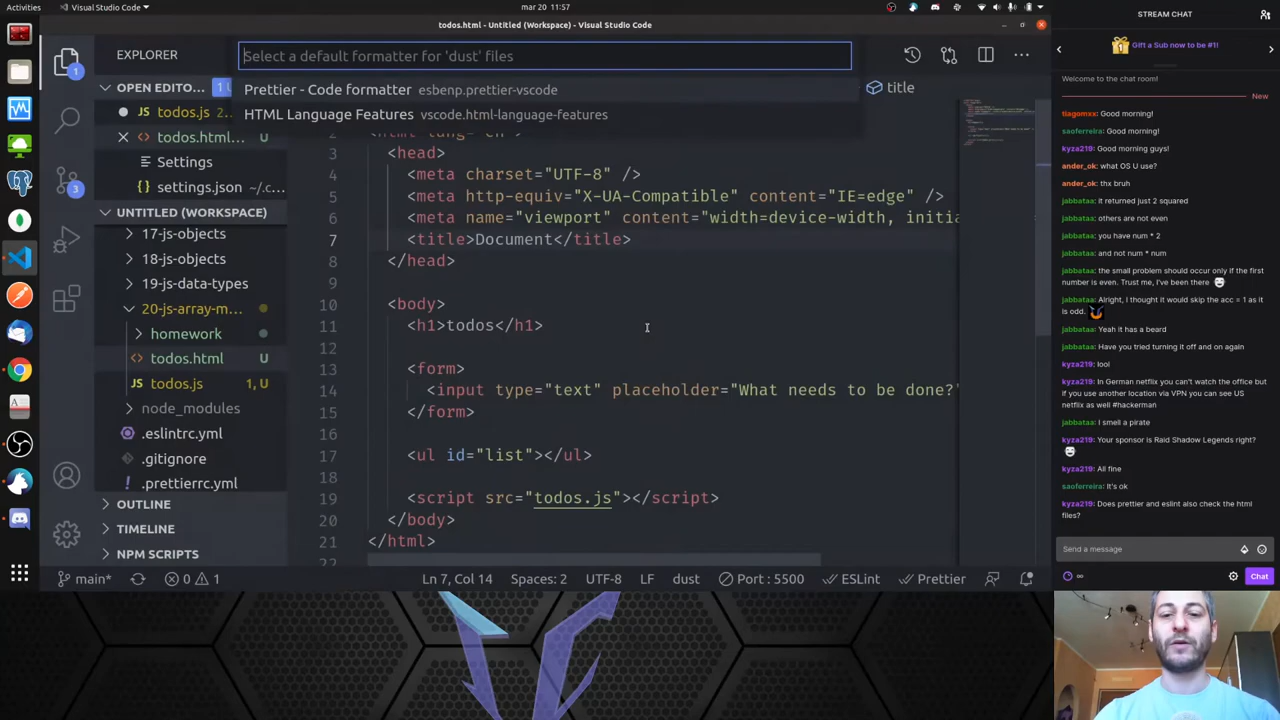 Activities
Visual Studio Code
mar 20 11:57
todos.html - Untitled (Workspace) - Visual Studio Code
EXPLORER
Select a default formatter for 'dust' files
Prettier - Code formatter esbenp.prettier-vscode
HTML Language Features vscode.html-language-features
title
1
3
OPEN EDITO...
todos.js 2...
todos.html...
Settings
settings.json ~/.c...
UNTITLED (WORKSPACE)
17-js-objects
18-js-objects
19-js-data-types
20-js-array-m...
homework
todos.html U
todos.js 1, U
node_modules
.eslintrc.yml U
.gitignore U
.prettierrc.yml U
OUTLINE
TIMELINE
NPM SCRIPTS
3 <head>
4 <meta charset="UTF-8" />
5 <meta http-equiv="X-UA-Compatible" content="IE=edge" />
6 <meta name="viewport" content="width=device-width, initia
7 <title>Document</title>
8 </head>
9
10 <body>
11 <h1>todos</h1>
12
13 <form>
14 <input type="text" placeholder="What needs to be done?"
15 </form>
16
17 <ul id="list"></ul>
18
19 <script src="todos.js"></script>
20 </body>
21 </html>
22
main* 0 1 Ln 7, Col 14 Spaces: 2 UTF-8 LF dust Port : 5500 ESLint Prettier
STREAM CHAT
Gift a Sub now to be #1!
Welcome to the chat room!
New
tiagomxx: Good morning!
saoferreira: Good morning!
kyza219: Good morning guys!
ander_ok: what OS U use?
ander_ok: thx bruh
jabbataa: it returned just 2 squared
jabbataa: others are not even
jabbataa: you have num * 2
jabbataa: and not num * num
jabbataa: the small problem should occur only if the first
number is even. Trust me, I've been there
jabbataa: Alright, I thought it would skip the acc = 1 as it
is odd.
jabbataa: Yeah it has a beard
jabbataa: Have you tried turning it off and on again
kyza219: lool
kyza219: In German netflix you can't watch the office but
if you use another location via VPN you can see US
netflix as well #hackerman
jabbataa: I smell a pirate
kyza219: Your sponsor is Raid Shadow Legends right?
kyza219: All fine
saoferreira: It's ok
kyza219: Does prettier and eslint also check the html
files?
Send a message
Chat